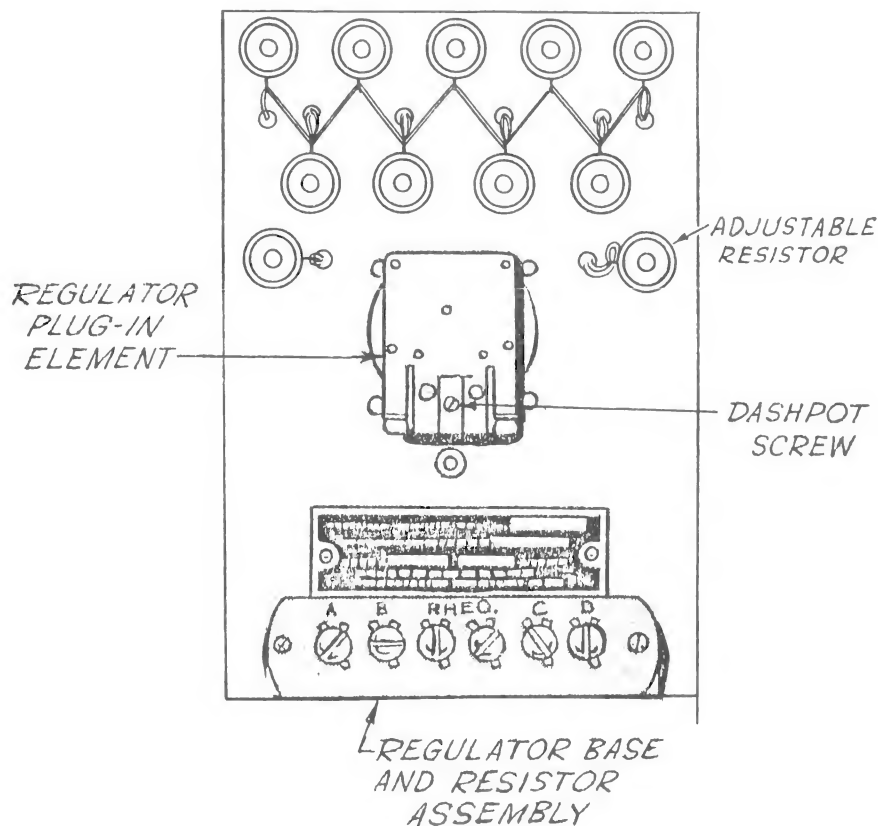 ADJUSTABLE
RESISTOR
REGULATOR
PLUG-IN
ELEMENT
DASHPOT
SCREW
A B RHEO. C D
REGULATOR BASE
AND RESISTOR
ASSEMBLY